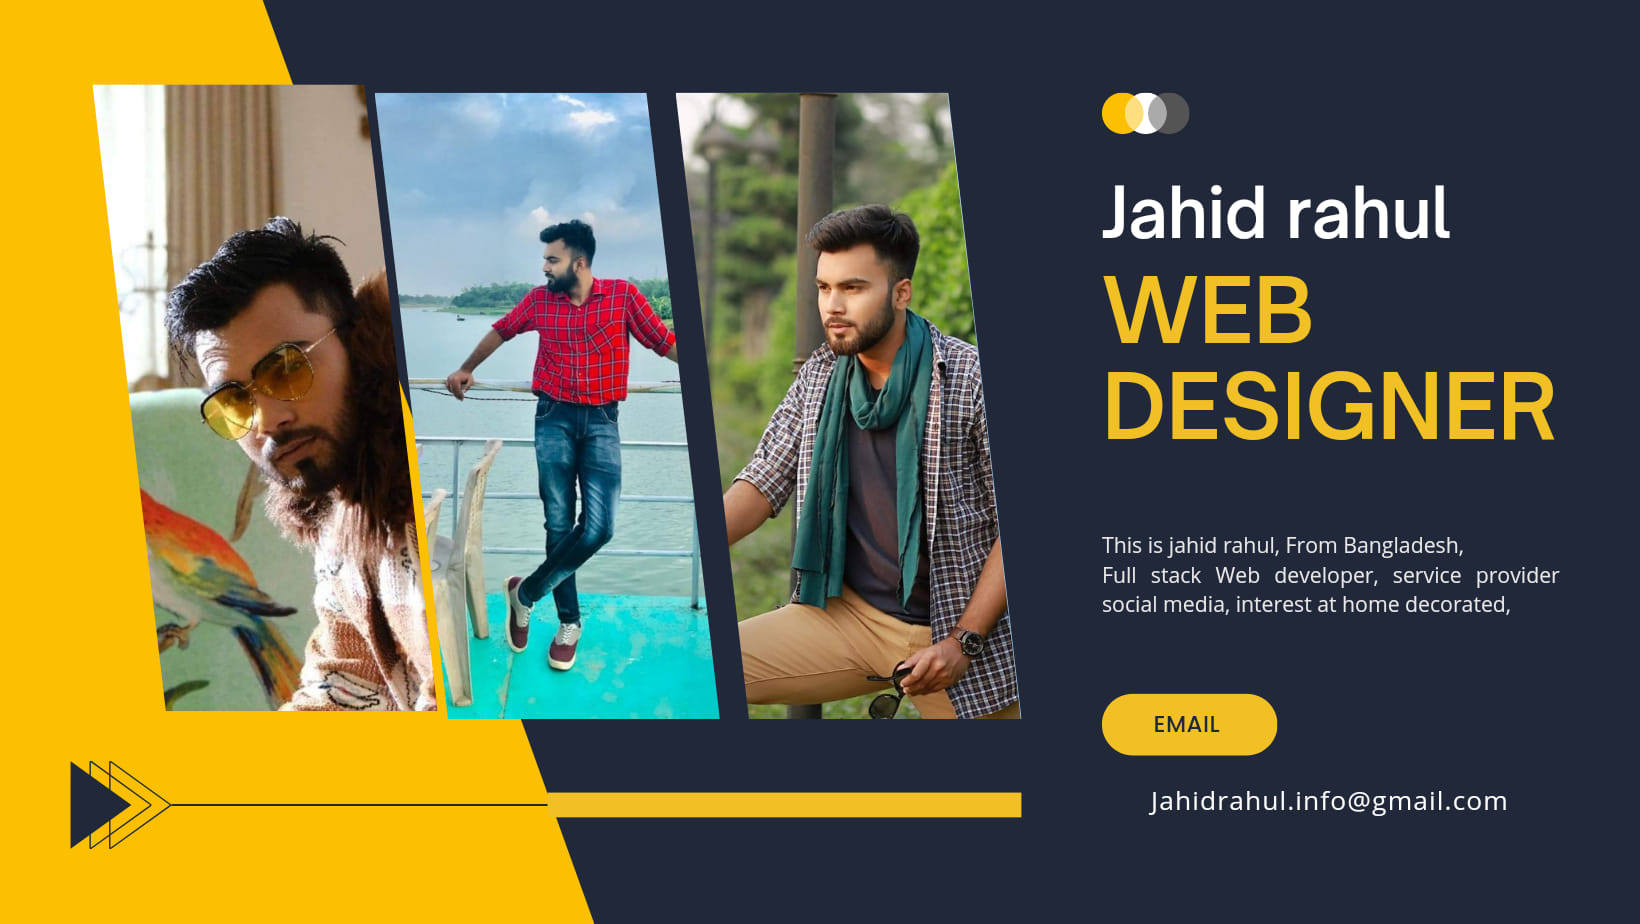 Jahid rahul
WEB
DESIGNER
This is jahid rahul, From Bangladesh,
Full stack Web developer, service provider
social media, interest at home decorated,
EMAIL
Jahidrahul.info@gmail.com